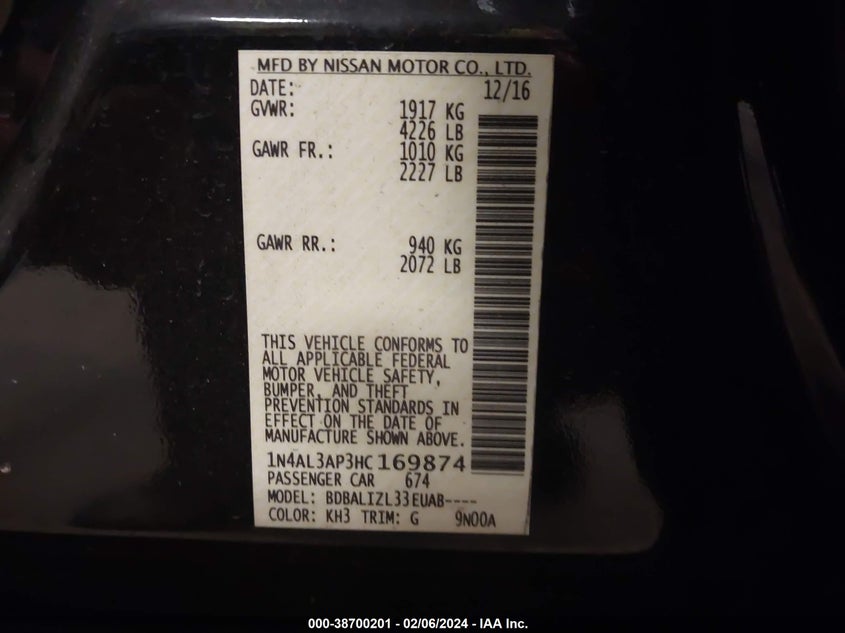 MFD BY NISSAN MOTOR CO., LTD.
DATE: 12/16
GVWR: 1917 KG
4226 LB
GAWR FR.: 1010 KG
2227 LB
GAWR RR.: 940 KG
2072 LB
THIS VEHICLE CONFORMS TO
ALL APPLICABLE FEDERAL
MOTOR VEHICLE SAFETY,
BUMPER, AND THEFT
PREVENTION STANDARDS IN
EFFECT ON THE DATE OF
MANUFACTURE SHOWN ABOVE.
1N4AL3AP3HC169874
PASSENGER CAR 674
MODEL: BDBALIZL33EUAB----
COLOR: KH3 TRIM: G 9N00A
000-38700201 - 02/06/2024 - IAA Inc.